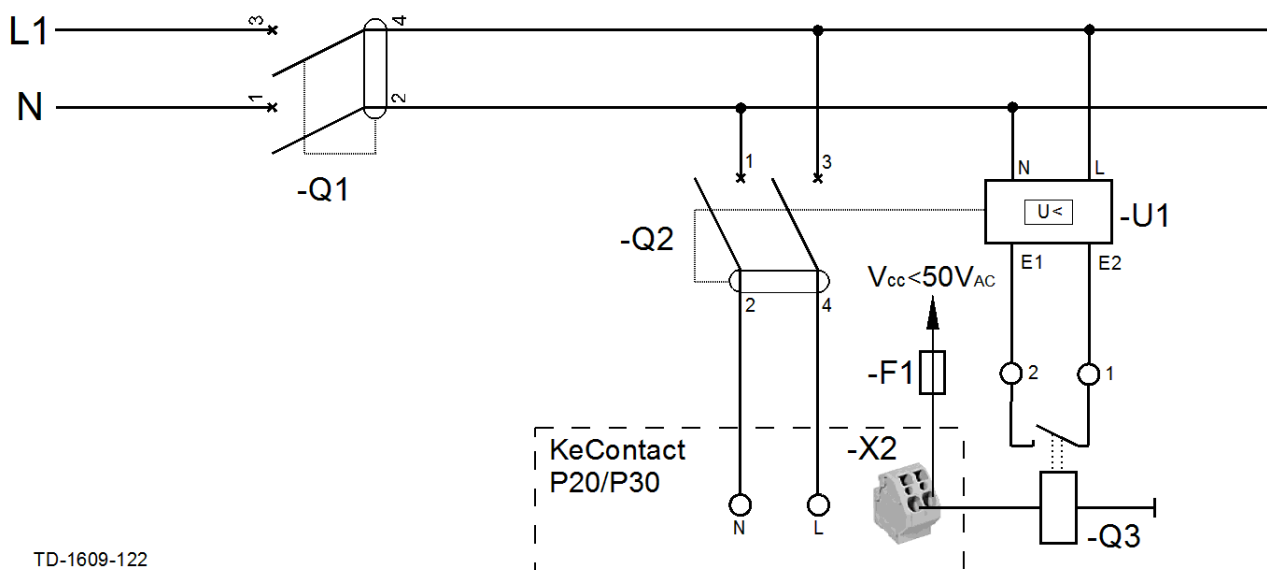 L1
3
4
N
1
2
-Q1
1
3
N
L
U<
-U1
-Q2
E1
E2
Vcc<50VAC
2
4
-F1
2
1
KeContact
P20/P30
-X2
N
L
-Q3
TD-1609-122